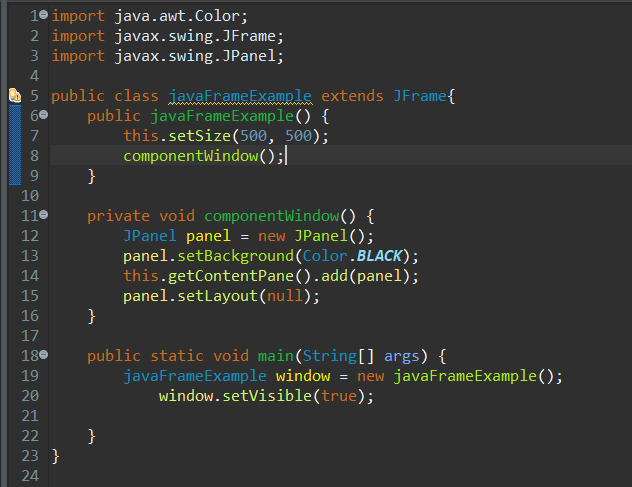 1 import java.awt.Color;
2 import javax.swing.JFrame;
3 import javax.swing.JPanel;
4
5 public class javaFrameExample extends JFrame{
6     public javaFrameExample() {
7         this.setSize(500, 500);
8         componentWindow();
9     }
10
11     private void componentWindow() {
12         JPanel panel = new JPanel();
13         panel.setBackground(Color.BLACK);
14         this.getContentPane().add(panel);
15         panel.setLayout(null);
16     }
17
18     public static void main(String[] args) {
19         javaFrameExample window = new javaFrameExample();
20             window.setVisible(true);
21
22     }
23 }
24